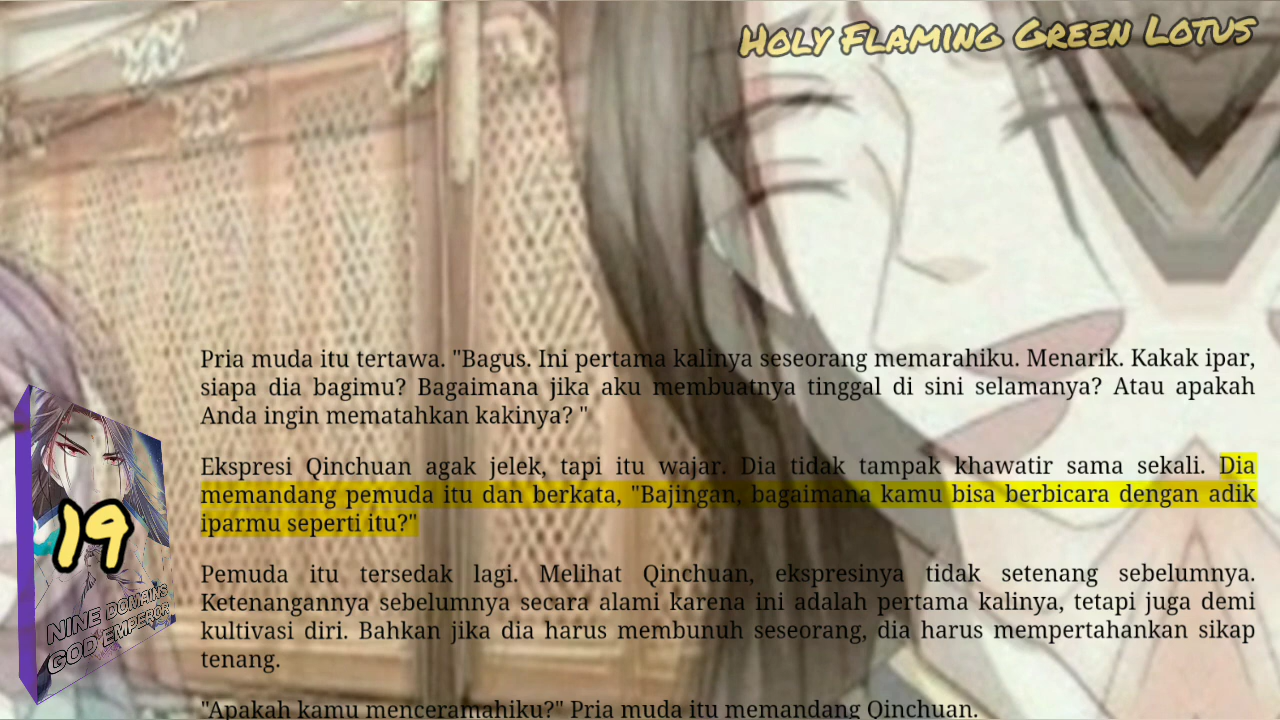 Holy Flaming Green Lotus
Pria muda itu tertawa. "Bagus. Ini pertama kalinya seseorang memarahiku. Menarik. Kakak ipar,
siapa dia bagimu? Bagaimana jika aku membuatnya tinggal di sini selamanya? Atau apakah
Anda ingin mematahkan kakinya? "
Ekspresi Qinchuan agak jelek, tapi itu wajar. Dia tidak tampak khawatir sama sekali. Dia
memandang pemuda itu dan berkata, "Bajingan, bagaimana kamu bisa berbicara dengan adik
iparmu seperti itu?"
Pemuda itu tersedak lagi. Melihat Qinchuan, ekspresinya tidak setenang sebelumnya.
Ketenangannya sebelumnya secara alami karena ini adalah pertama kalinya, tetapi juga demi
kultivasi diri. Bahkan jika dia harus membunuh seseorang, dia harus mempertahankan sikap
tenang.
"Apakah kamu menceramahiku?" Pria muda itu memandang Qinchuan.
19
NINE DOMAINS
GOD EMPEROR